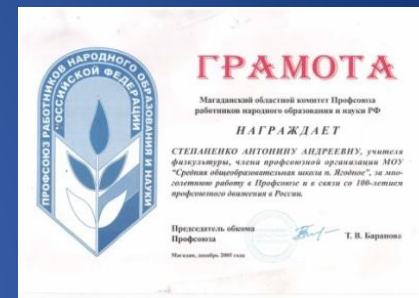 ПРОФСОЮЗ РАБОТНИКОВ НАРОДНОГО ОБРАЗОВАНИЯ И НАУКИ
РОССИЙСКОЙ ФЕДЕРАЦИИ
ГРАМОТА
Магаданский областной комитет Профсоюза
работников народного образования и науки РФ
НАГРАЖДАЕТ
СТЕПАНЕНКО АНТОНИНУ АНДРЕЕВНУ, учителя
физкультуры, члена профсоюзной организации МОУ
"Средняя общеобразовательная школа п. Ягодное", за мно-
голетнюю работу в Профсоюзе и в связи со 100-летием
профсоюзного движения в России.
Председатель обкома
Профсоюза
Т. В. Баранова
Магадан, декабрь 2005 года